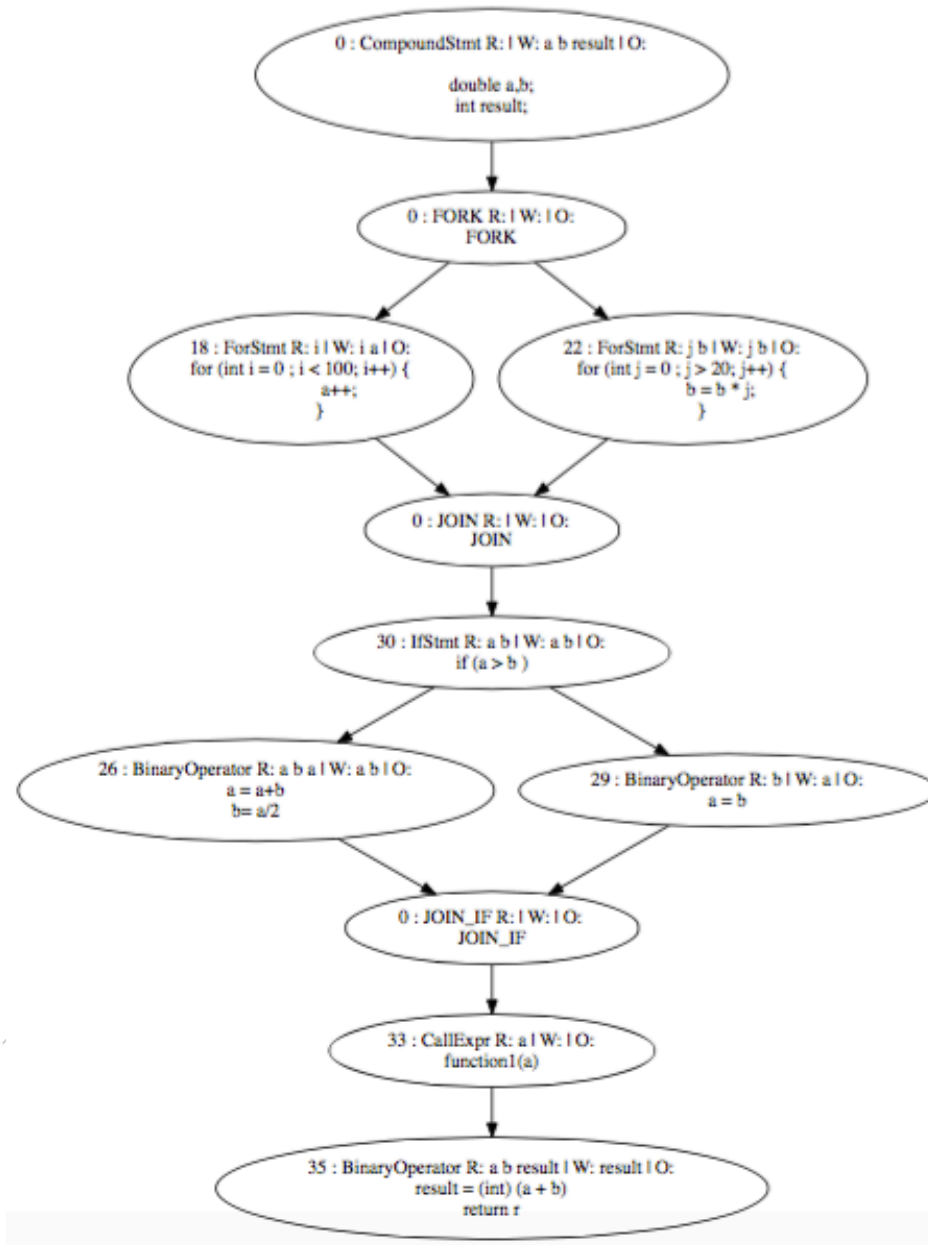 0 : CompoundStmt R: | W: a b result | O:
double a,b;
int result;
0 : FORK R: | W: | O:
FORK
18 : ForStmt R: i | W: i a | O:
for (int i = 0 ; i < 100; i++) {
a++;
}
22 : ForStmt R: j b | W: j b | O:
for (int j = 0 ; j > 20; j++) {
b = b * j;
}
0 : JOIN R: | W: | O:
JOIN
30 : IfStmt R: a b | W: a b | O:
if (a > b )
26 : BinaryOperator R: a b a | W: a b | O:
a = a+b
b= a/2
29 : BinaryOperator R: b | W: a | O:
a = b
0 : JOIN_IF R: | W: | O:
JOIN_IF
33 : CallExpr R: a | W: | O:
function1(a)
35 : BinaryOperator R: a b result | W: result | O:
result = (int) (a + b)
return r